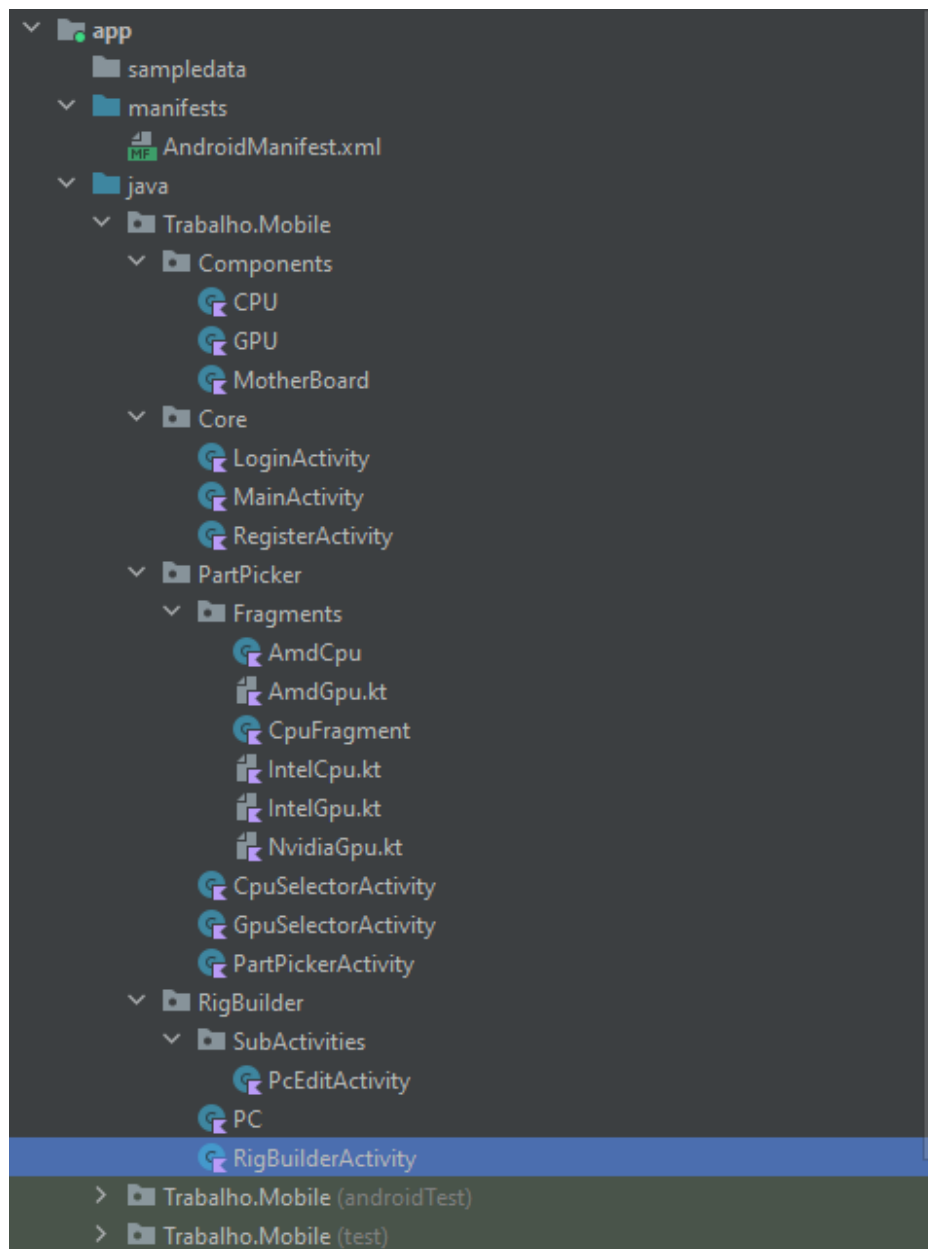 app
sampledata
manifests
MF AndroidManifest.xml
java
Trabalho.Mobile
Components
CPU
GPU
MotherBoard
Core
LoginActivity
MainActivity
RegisterActivity
PartPicker
Fragments
AmdCpu
AmdGpu.kt
CpuFragment
IntelCpu.kt
IntelGpu.kt
NvidiaGpu.kt
CpuSelectorActivity
GpuSelectorActivity
PartPickerActivity
RigBuilder
SubActivities
PcEditActivity
PC
RigBuilderActivity
Trabalho.Mobile (androidTest)
Trabalho.Mobile (test)